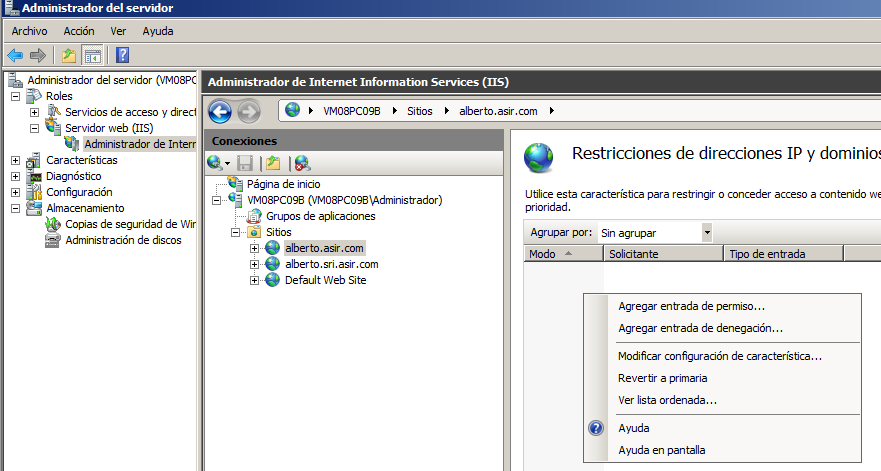 Administrador del servidor
Archivo Acción Ver Ayuda
Administrador del servidor (VM08PC
Roles
Servicios de acceso y direct
Servidor web (IIS)
Administrador de Interr
Características
Diagnóstico
Configuración
Almacenamiento
Copias de seguridad de Wir
Administración de discos
Administrador de Internet Information Services (IIS)
VM08PC09B Sitios alberto.asir.com
Conexiones
Página de inicio
VM08PC09B (VM08PC09B\Administrador)
Grupos de aplicaciones
Sitios
alberto.asir.com
alberto.sri.asir.com
Default Web Site
Restricciones de direcciones IP y dominios
Utilice esta característica para restringir o conceder acceso a contenido we
prioridad.
Agrupar por: Sin agrupar
Modo Solicitante Tipo de entrada
Agregar entrada de permiso...
Agregar entrada de denegación...
Modificar configuración de característica...
Revertir a primaria
Ver lista ordenada...
Ayuda
Ayuda en pantalla